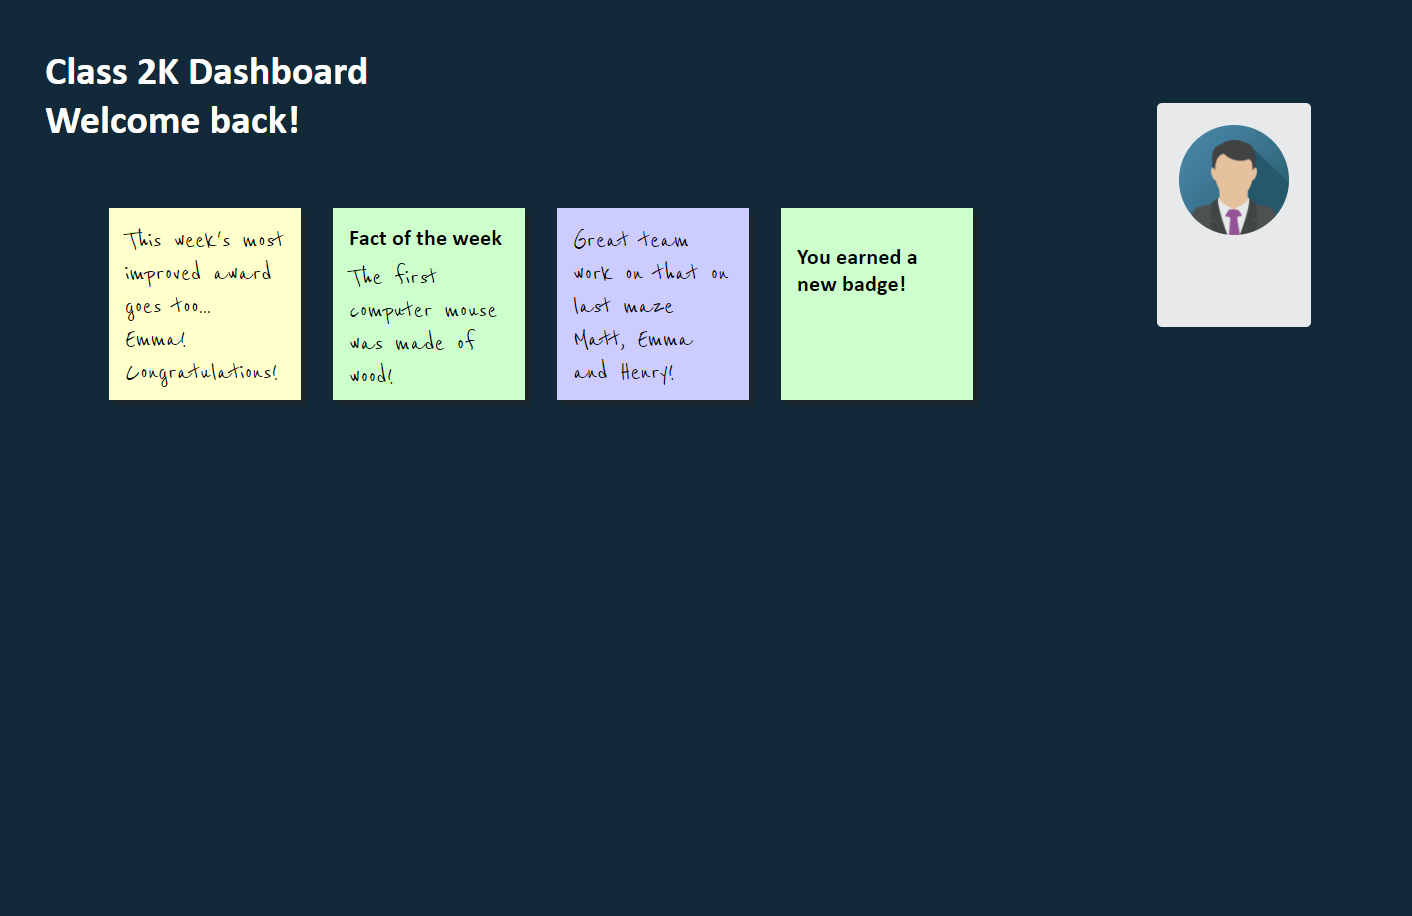 Class 2K Dashboard
Welcome back!
This week's most
improved award
goes too...
Emma!
Congratulations!
Fact of the week
The first
computer mouse
was made of
wood!
Great team
work on that on
last maze
Matt, Emma
and Henry!
You earned a
new badge!